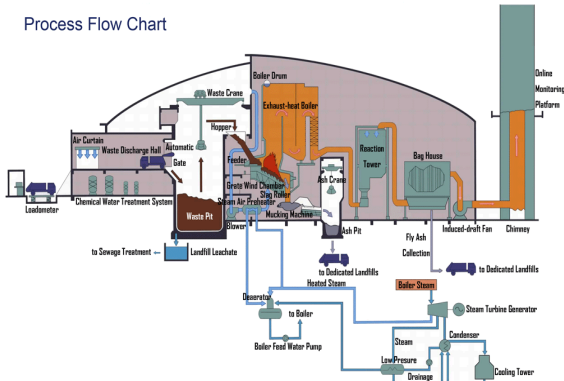 Process Flow Chart
Boiler Drum
Online
Monitoring
Platform
Waste Crane
Exhaust-heat Boiler
Hopper
Air Curtain
Waste Discharge Hall
Automatic
Gate
Reaction
Tower
Bag House
Feeder
Ash Crane
Grate Wind Chamber
Slag Roller
Chemical Water Treatment System
Steam Air Preheater
Loadometer
Waste Pit
Mucking Machine
Blower
Ash Pit
Fly Ash
Collection
Induced-draft Fan
Chimney
to Sewage Treatment
Landfill Leachate
to Dedicated Landfills
to Dedicated Landfills
Heated Steam
Boiler Steam
Deaerator
to Boiler
Steam Turbine Generator
Boiler Feed Water Pump
Steam
Condenser
Low Presure
Drainage
Cooling Tower